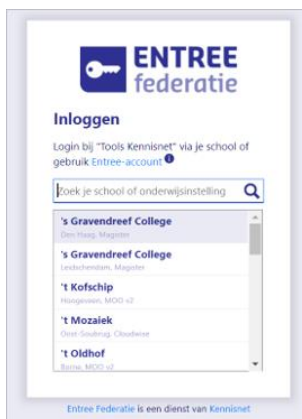 ENTREE
federatie
Inloggen
Login bij "Tools Kennisnet" via je school of
gebruik Entree-account
Zoek je school of onderwijsinstelling
's Gravendreef College
Den Haag, Magister
's Gravendreef College
Leidschendam, Magister
't Kofschip
Hoogeveen, MOO v2
't Mozaiek
Oost-Souburg, Cloudwise
't Oldhof
Borne, MOO v2
Entree Federatie is een dienst van Kennisnet